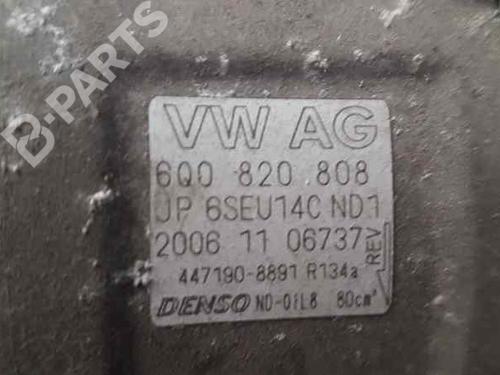 B-PARTS
VW AG
6Q0 820 808
JP 6SEU14C ND1
2006 11 06737 REV
447190-8891 R134a
DENSO ND-OIL8 80cm³
B-PARTS